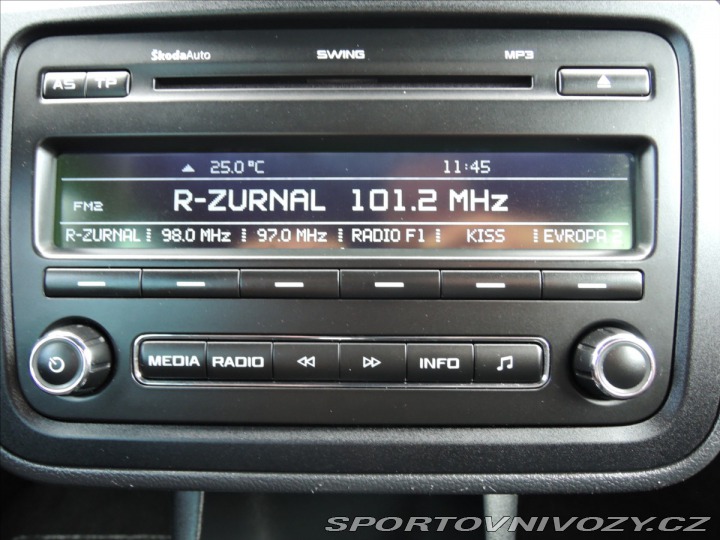 ŠkodaAuto SWING MP3
AS TP
25.0 °C 11:45
FM2 R-ZURNAL 101.2 MHz
R-ZURNAL 98.0 MHz 97.0 MHz RADIO F1 KISS EVROPA 2
MEDIA RADIO INFO
SPORTOVNIVOZY.CZ